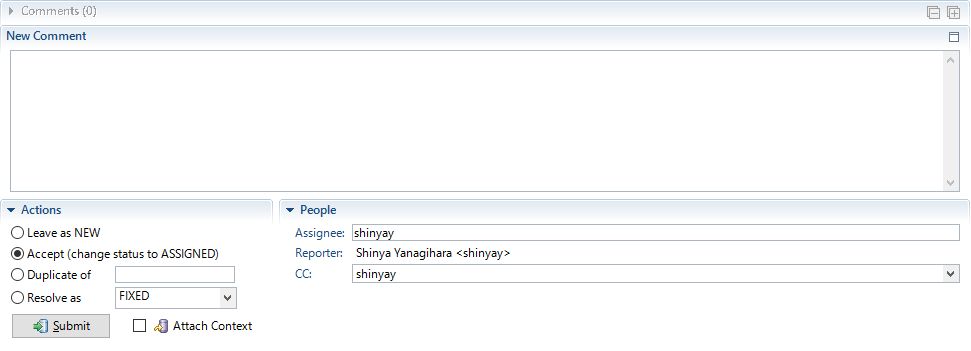 Comments (0)
New Comment
Actions
Leave as NEW
Accept (change status to ASSIGNED)
Duplicate of
Resolve as FIXED
Submit Attach Context
People
Assignee: shinyay
Reporter: Shinya Yanagihara <shinyay>
CC: shinyay